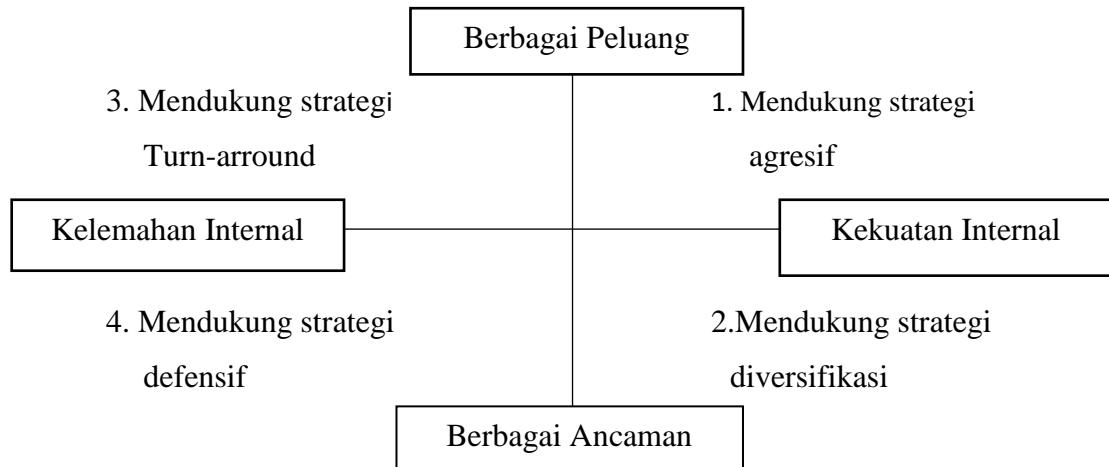 Berbagai Peluang
3. Mendukung strategi
Turn-arround
1. Mendukung strategi
agresif
Kelemahan Internal
Kekuatan Internal
4. Mendukung strategi
defensif
2.Mendukung strategi
diversifikasi
Berbagai Ancaman